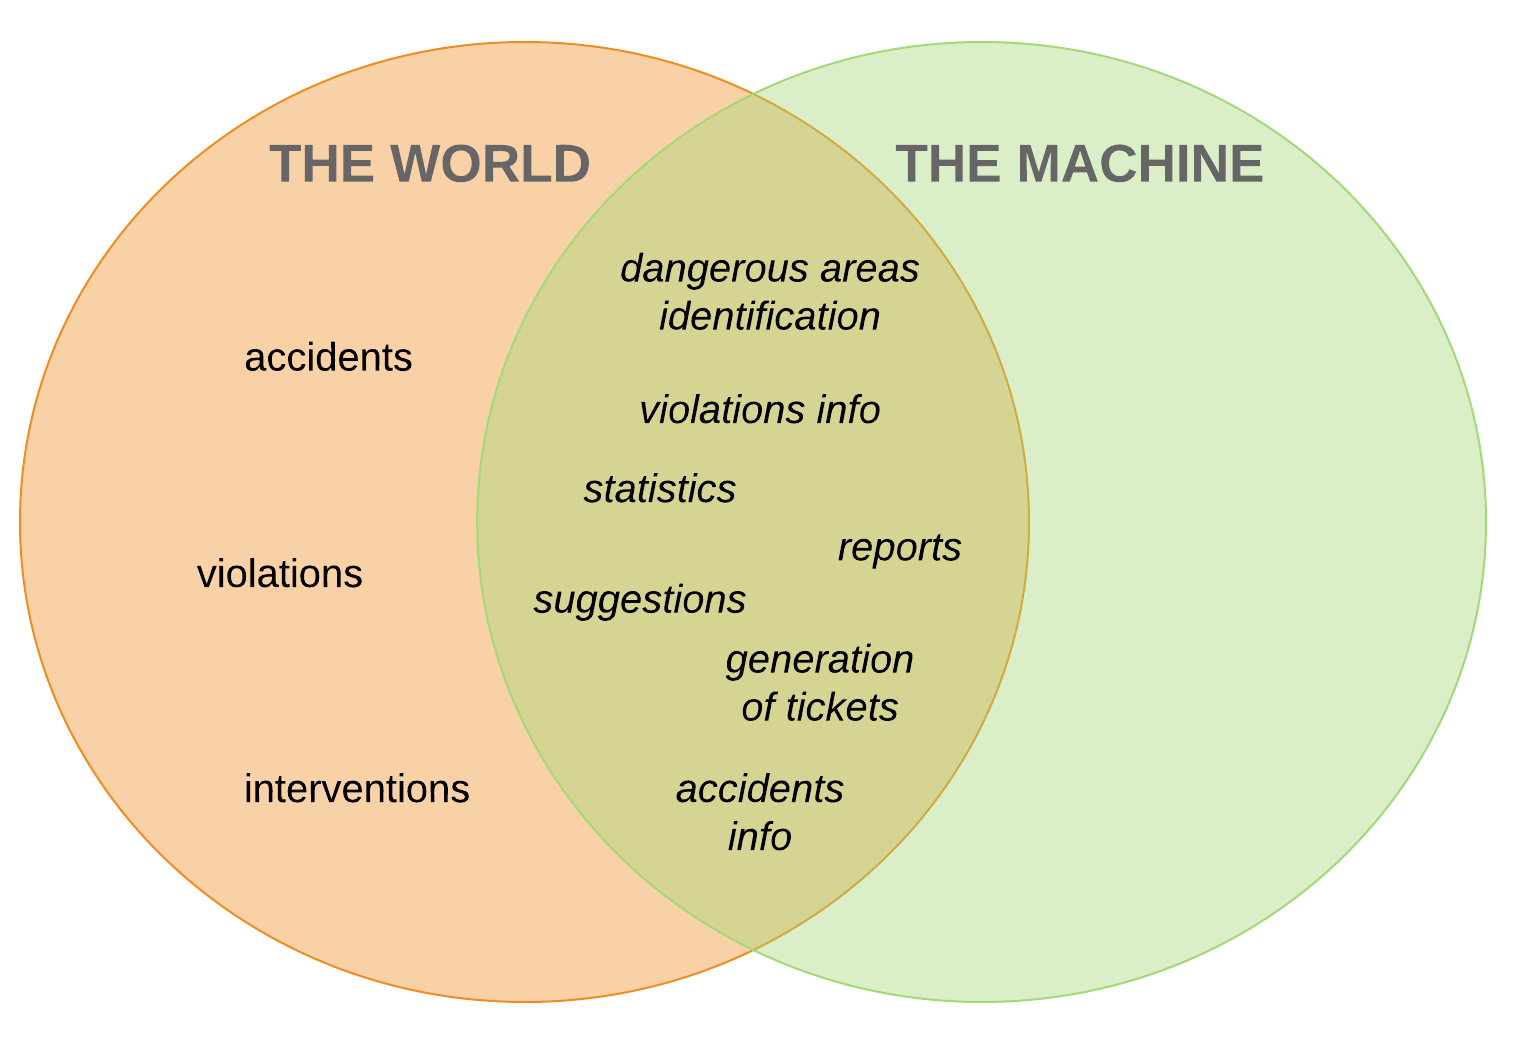 THE WORLD
THE MACHINE
dangerous areas
identification
accidents
violations info
statistics
reports
violations
suggestions
generation
of tickets
interventions
accidents
info